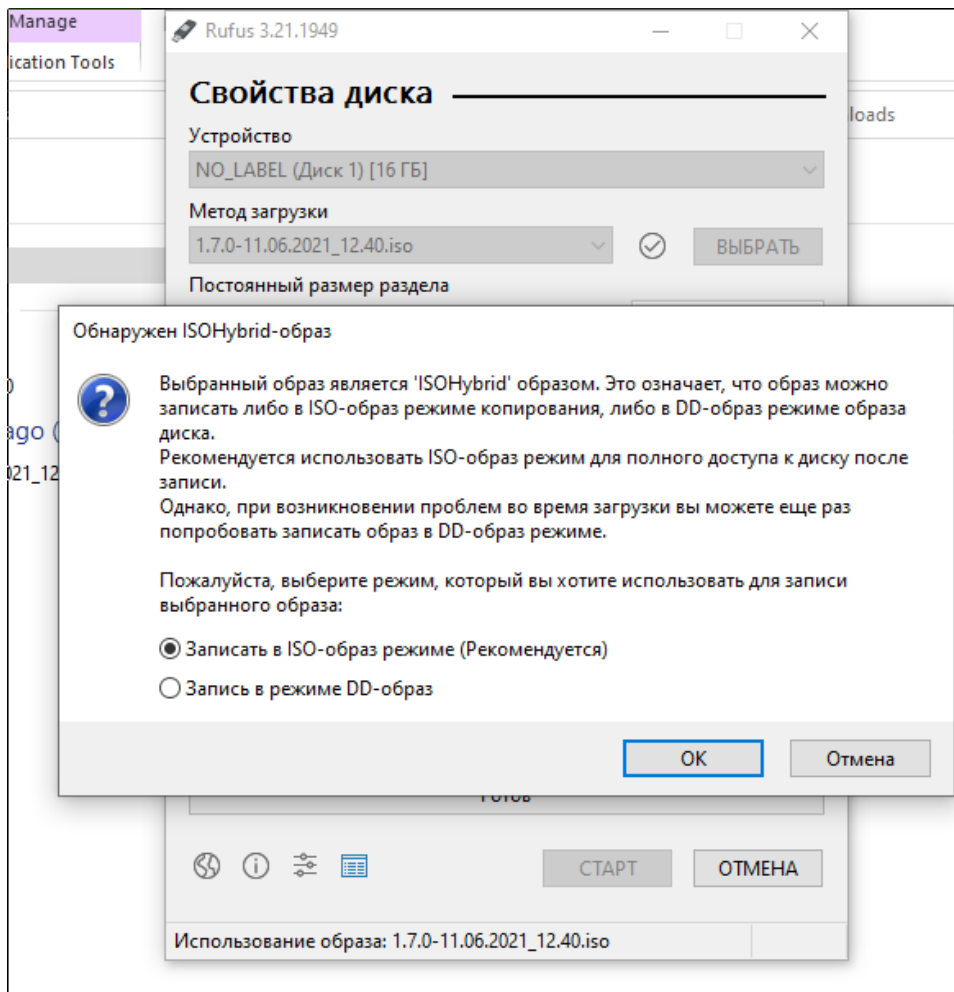 Manage
Rufus 3.21.1949
ication Tools
Свойства диска
loads
Устройство
NO_LABEL (Диск 1) [16 ГБ]
Метод загрузки
1.7.0-11.06.2021_12.40.iso
ВЫБРАТЬ
Постоянный размер раздела
Обнаружен ISOHybrid-образ
Выбранный образ является 'ISOHybrid' образом. Это означает, что образ можно
записать либо в ISO-образ режиме копирования, либо в DD-образ режиме образа
диска.
Рекомендуется использовать ISO-образ режим для полного доступа к диску после
записи.
Однако, при возникновении проблем во время загрузки вы можете еще раз
попробовать записать образ в DD-образ режиме.
Пожалуйста, выберите режим, который вы хотите использовать для записи
выбранного образа:
Записать в ISO-образ режиме (Рекомендуется)
Запись в режиме DD-образ
ago (
021_12
OK
Отмена
Готов
СТАРТ
ОТМЕНА
Использование образа: 1.7.0-11.06.2021_12.40.iso